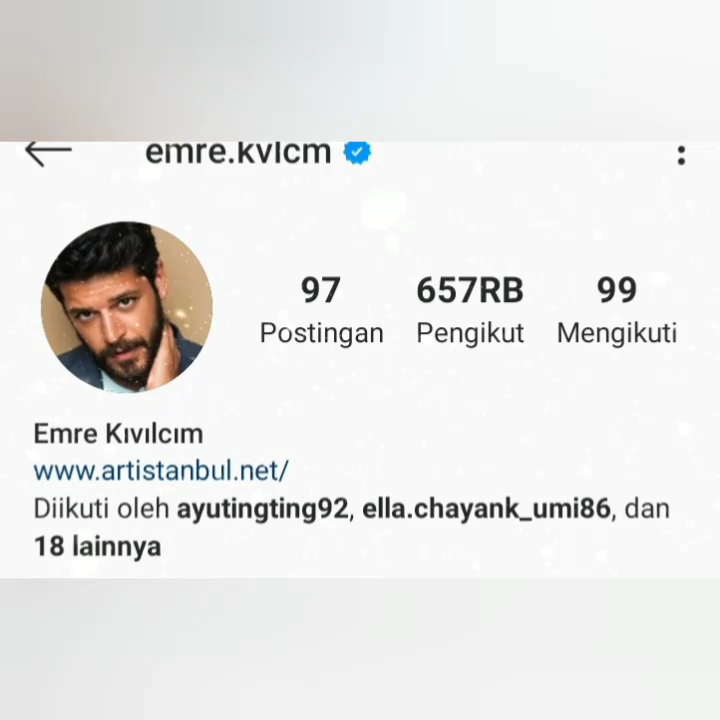 emre.kvlcm
97 657RB 99
Postingan Pengikut Mengikuti
Emre Kıvılcım
www.artistanbul.net/
Diikuti oleh ayutingting92, ella.chayank_umi86, dan
18 lainnya